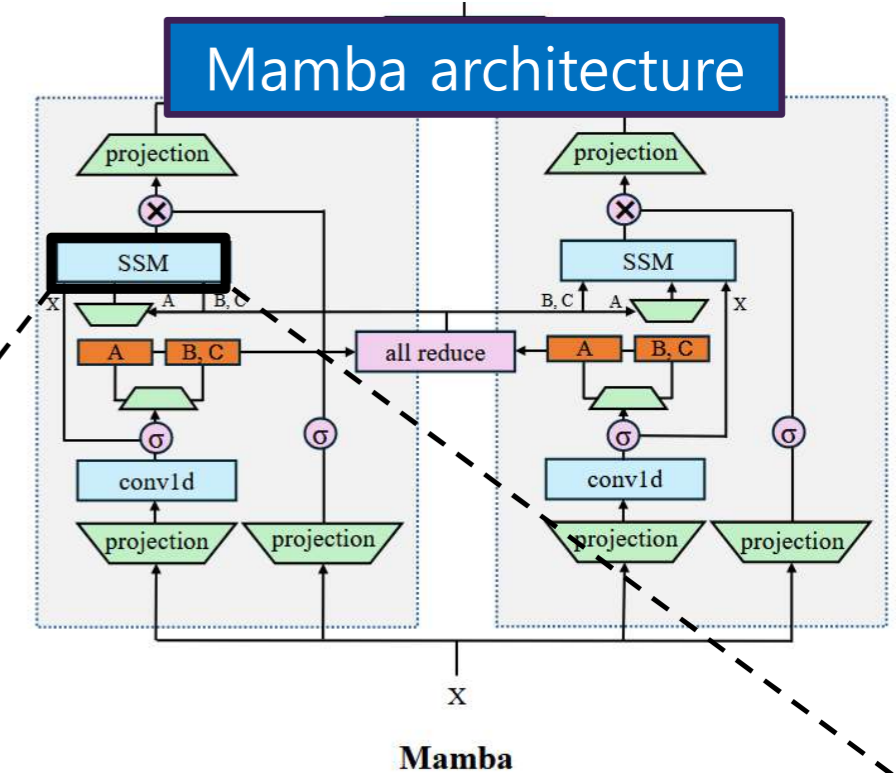 Mamba architecture
projection
projection
SSM
SSM
X
A
B, C
B, C
A
X
A
B, C
all reduce
A
B, C
σ
σ
σ
σ
conv1d
conv1d
projection
projection
projection
projection
X
Mamba